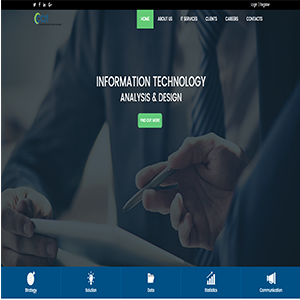 Login | Register
HOME ABOUT US IT SERVICES CLIENTS CAREERS CONTACTS
INFORMATION TECHNOLOGY
ANALYSIS & DESIGN
FIND OUT MORE
Strategy Solution Data Statistics Communication